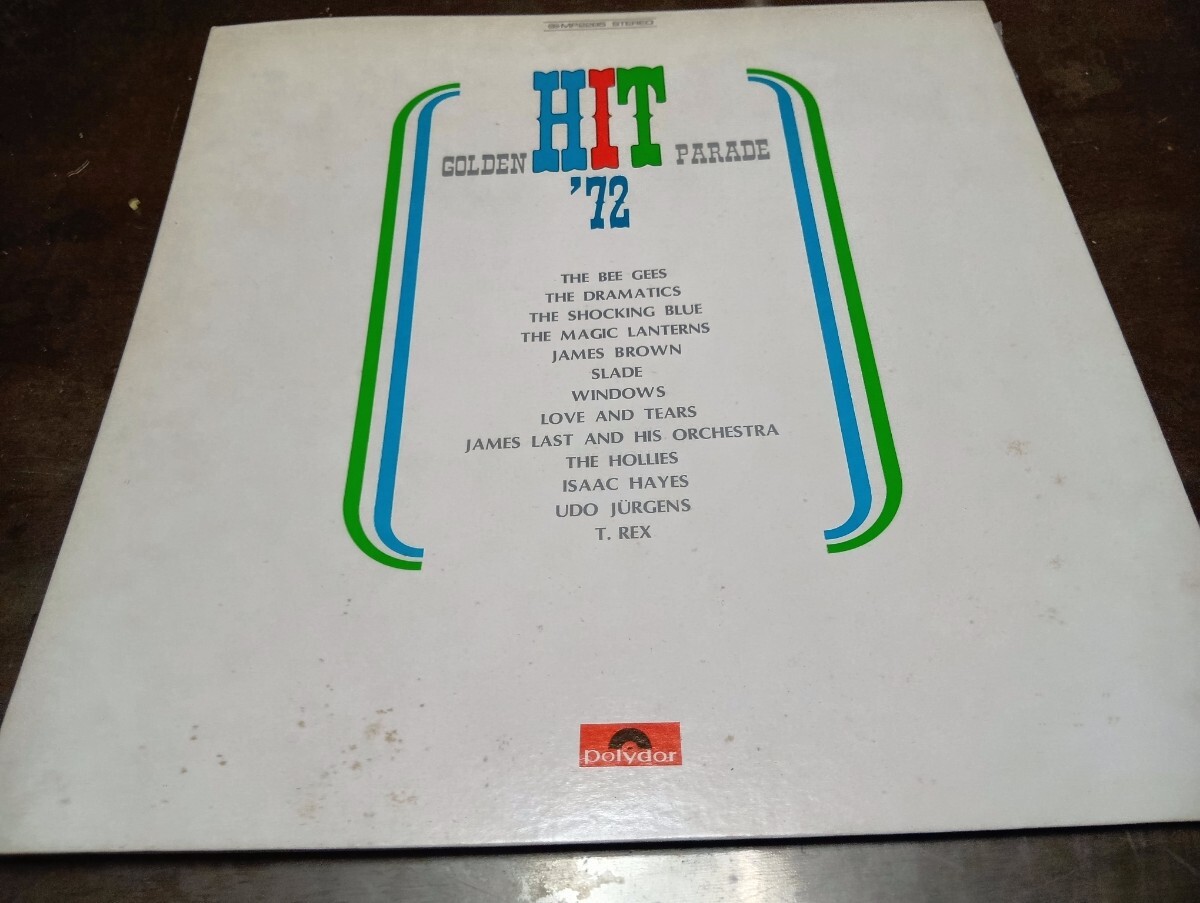 STEREO
HIT
GOLDEN PARADE
'72
THE BEE GEES
THE DRAMATICS
THE SHOCKING BLUE
THE MAGIC LANTERNS
JAMES BROWN
SLADE
WINDOWS
LOVE AND TEARS
JAMES LAST AND HIS ORCHESTRA
THE HOLLIES
ISAAC HAYES
UDO JÜRGENS
T. REX
Polydor